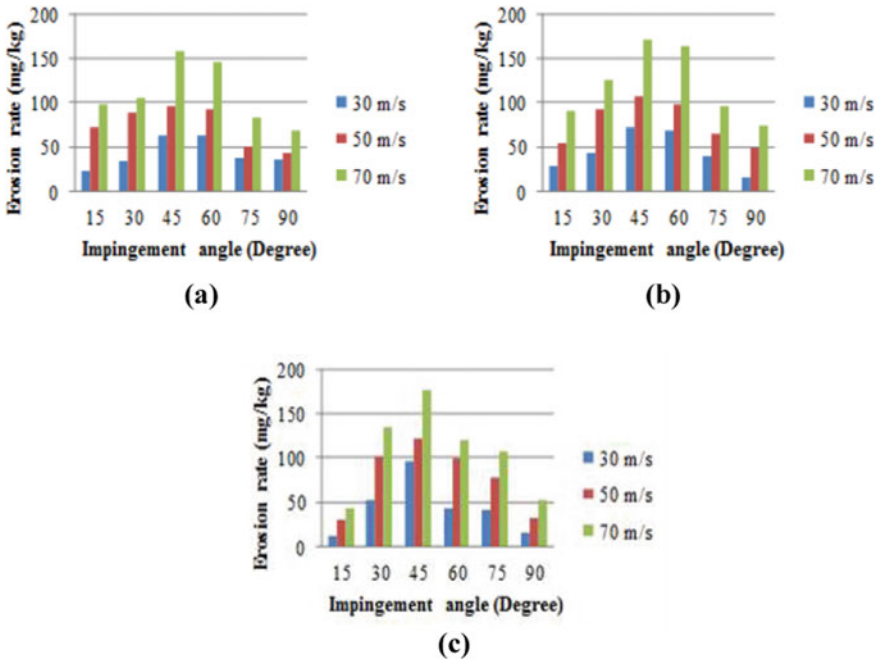 Erosion rate (mg/kg)
200
150
100
50
0
15 30 45 60 75 90
Impingement angle (Degree)
30 m/s
50 m/s
70 m/s
(a)
Erosion rate (mg/kg)
200
150
100
50
0
15 30 45 60 75 90
Impingement angle (Degree)
30 m/s
50 m/s
70 m/s
(b)
Erosion rate (mg/kg)
200
150
100
50
0
15 30 45 60 75 90
Impingement angle (Degree)
30 m/s
50 m/s
70 m/s
(c)